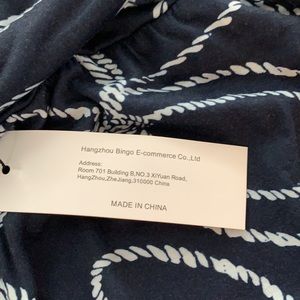 Hangzhou Bingo E-commerce Co.,Ltd
Address:
Room 701 Building B,NO.3 XiYuan Road,
HangZhou,ZheJiang,310000 China
MADE IN CHINA